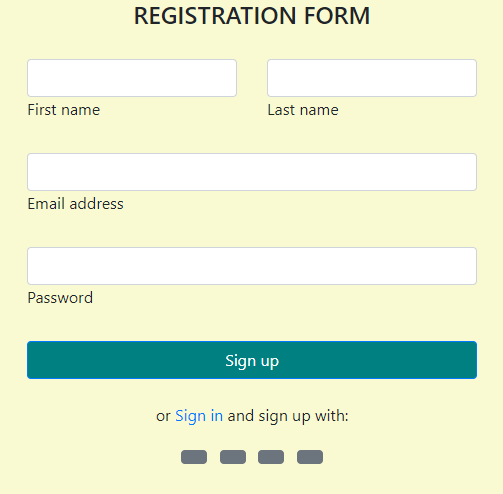 REGISTRATION FORM
First name
Last name
Email address
Password
Sign up
or Sign in and sign up with: